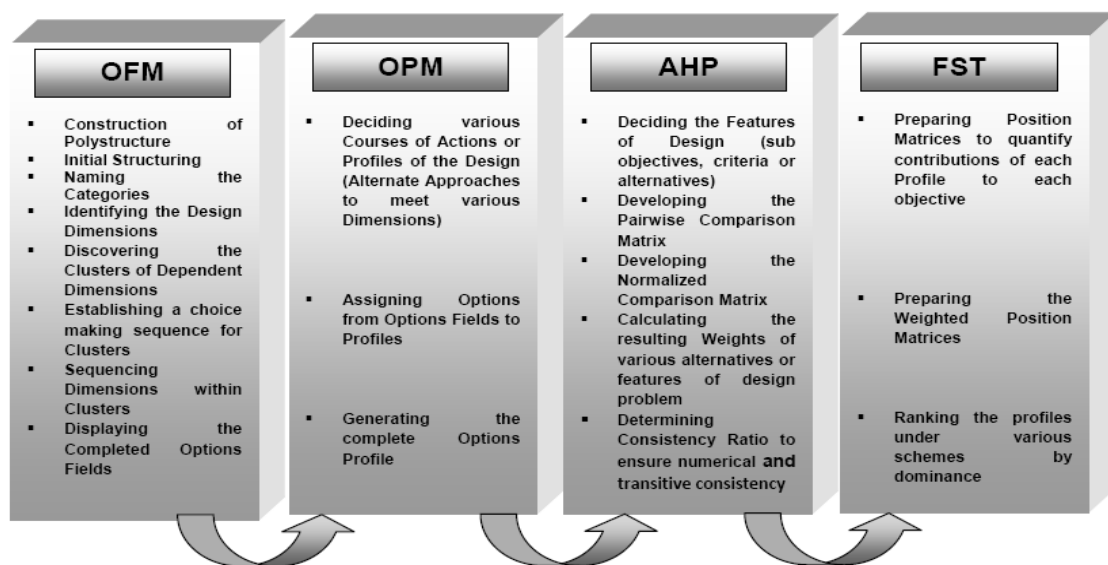 OFM
▪ Construction of
Polystructure
▪ Initial Structuring
▪ Naming the
Categories
▪ Identifying the Design
Dimensions
▪ Discovering the
Clusters of Dependent
Dimensions
▪ Establishing a choice
making sequence for
Clusters
▪ Sequencing
Dimensions within
Clusters
▪ Displaying the
Completed Options
Fields
OPM
▪ Deciding various
Courses of Actions or
Profiles of the Design
(Alternate Approaches
to meet various
Dimensions)
▪ Assigning Options
from Options Fields to
Profiles
▪ Generating the
complete Options
Profile
AHP
▪ Deciding the Features
of Design (sub
objectives, criteria or
alternatives)
▪ Developing the
Pairwise Comparison
Matrix
▪ Developing the
Normalized
Comparison Matrix
▪ Calculating the
resulting Weights of
various alternatives or
features of design
problem
▪ Determining
Consistency Ratio to
ensure numerical and
transitive consistency
FST
▪ Preparing Position
Matrices to quantify
contributions of each
Profile to each
objective
▪ Preparing the
Weighted Position
Matrices
▪ Ranking the profiles
under various
schemes by
dominance